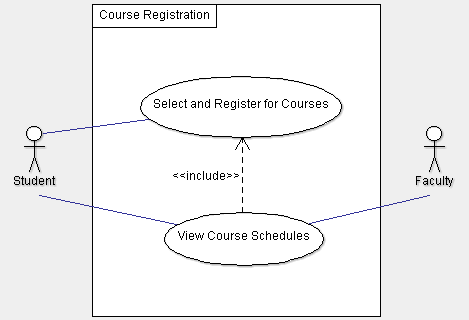 Course Registration
Select and Register for Courses
<<include>>
Student
Faculty
View Course Schedules